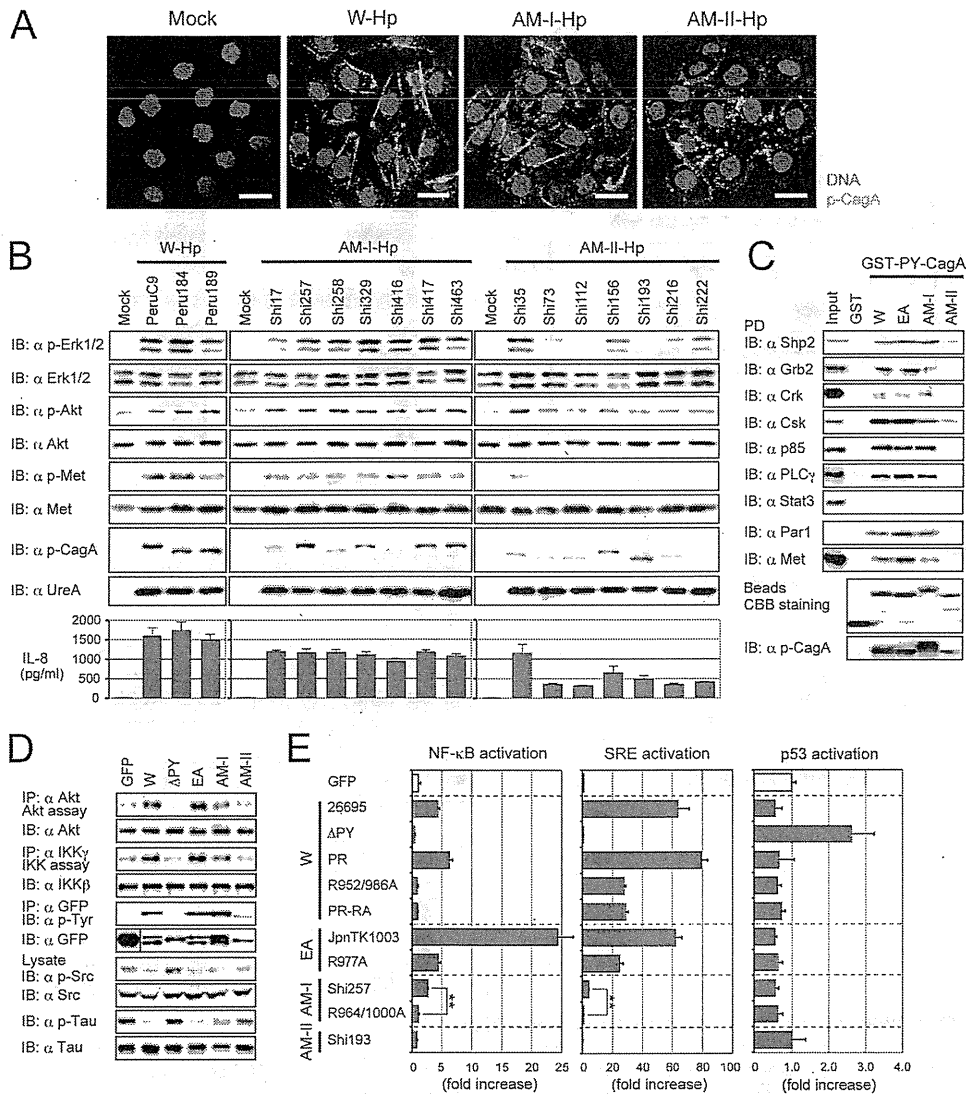 A
Mock
W-Hp
AM-I-Hp
AM-II-Hp
DNA
p-CagA
B
W-Hp
AM-I-Hp
AM-II-Hp
Mock
PeruC9
Peru184
Peru189
Mock
Shi17
Shi257
Shi258
Shi329
Shi416
Shi417
Shi463
Mock
Shi35
Shi73
Shi112
Shi156
Shi193
Shi216
Shi222
IB: α p-Erk1/2
IB: α Erk1/2
IB: α p-Akt
IB: α Akt
IB: α p-Met
IB: α Met
IB: α p-CagA
IB: α UreA
IL-8
(pg/ml)
2000
1500
1000
500
0
C
GST-PY-CagA
Input
GST
W
EA
AM-I
AM-II
PD
IB: α Shp2
IB: α Grb2
IB: α Crk
IB: α Csk
IB: α p85
IB: α PLCγ
IB: α Stat3
IB: α Par1
IB: α Met
Beads
CBB staining
IB: α p-CagA
D
GFP
W
ΔPY
EA
AM-I
AM-II
IP: α Akt
Akt assay
IB: α Akt
IP: α IKKγ
IKK assay
IB: α IKKβ
IP: α GFP
IB: α p-Tyr
IB: α GFP
Lysate
IB: α p-Src
IB: α Src
IB: α p-Tau
IB: α Tau
E
NF-κB activation
SRE activation
p53 activation
GFP
W
26695
ΔPY
PR
R952/986A
PR-RA
EA
JpnTK1003
R977A
AM-I
Shi257
R964/1000A
AM-II
Shi193
**
**
0 5 10 15 20 25
(fold increase)
0 20 40 60 80 100
(fold increase)
0 1.0 2.0 3.0 4.0
(fold increase)